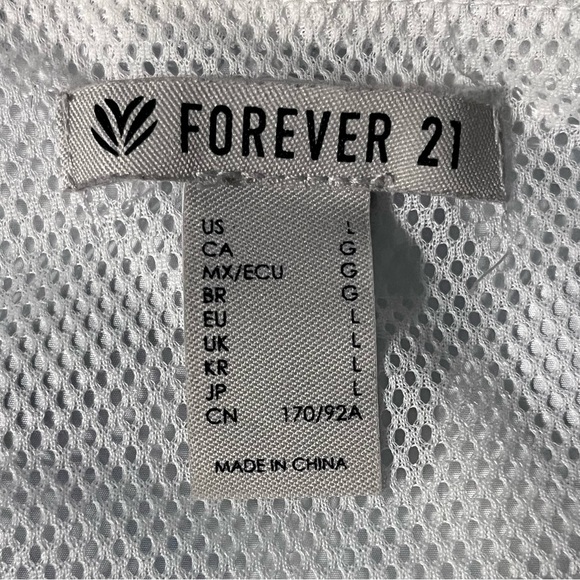 FOREVER 21
US L
CA G
MX/ECU G
BR G
EU L
UK L
KR L
JP L
CN 170/92A
MADE IN CHINA